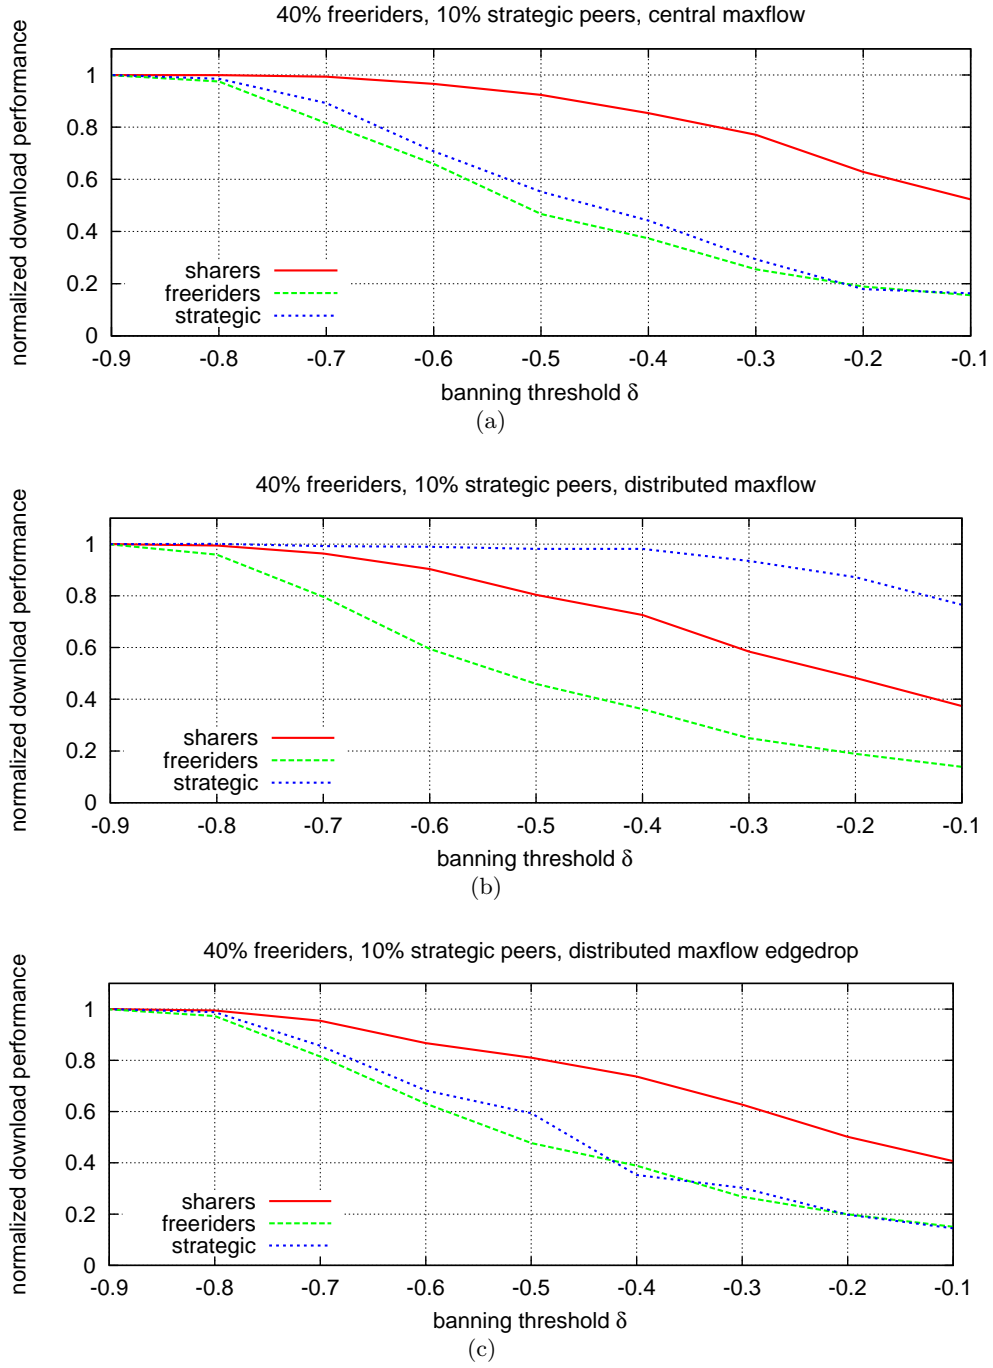 40% freeriders, 10% strategic peers, central maxflow
normalized download performance
1
0.8
0.6
0.4
0.2
0
sharers
freeriders
strategic
-0.9 -0.8 -0.7 -0.6 -0.5 -0.4 -0.3 -0.2 -0.1
banning threshold δ
(a)
40% freeriders, 10% strategic peers, distributed maxflow
normalized download performance
1
0.8
0.6
0.4
0.2
0
sharers
freeriders
strategic
-0.9 -0.8 -0.7 -0.6 -0.5 -0.4 -0.3 -0.2 -0.1
banning threshold δ
(b)
40% freeriders, 10% strategic peers, distributed maxflow edgedrop
normalized download performance
1
0.8
0.6
0.4
0.2
0
sharers
freeriders
strategic
-0.9 -0.8 -0.7 -0.6 -0.5 -0.4 -0.3 -0.2 -0.1
banning threshold δ
(c)